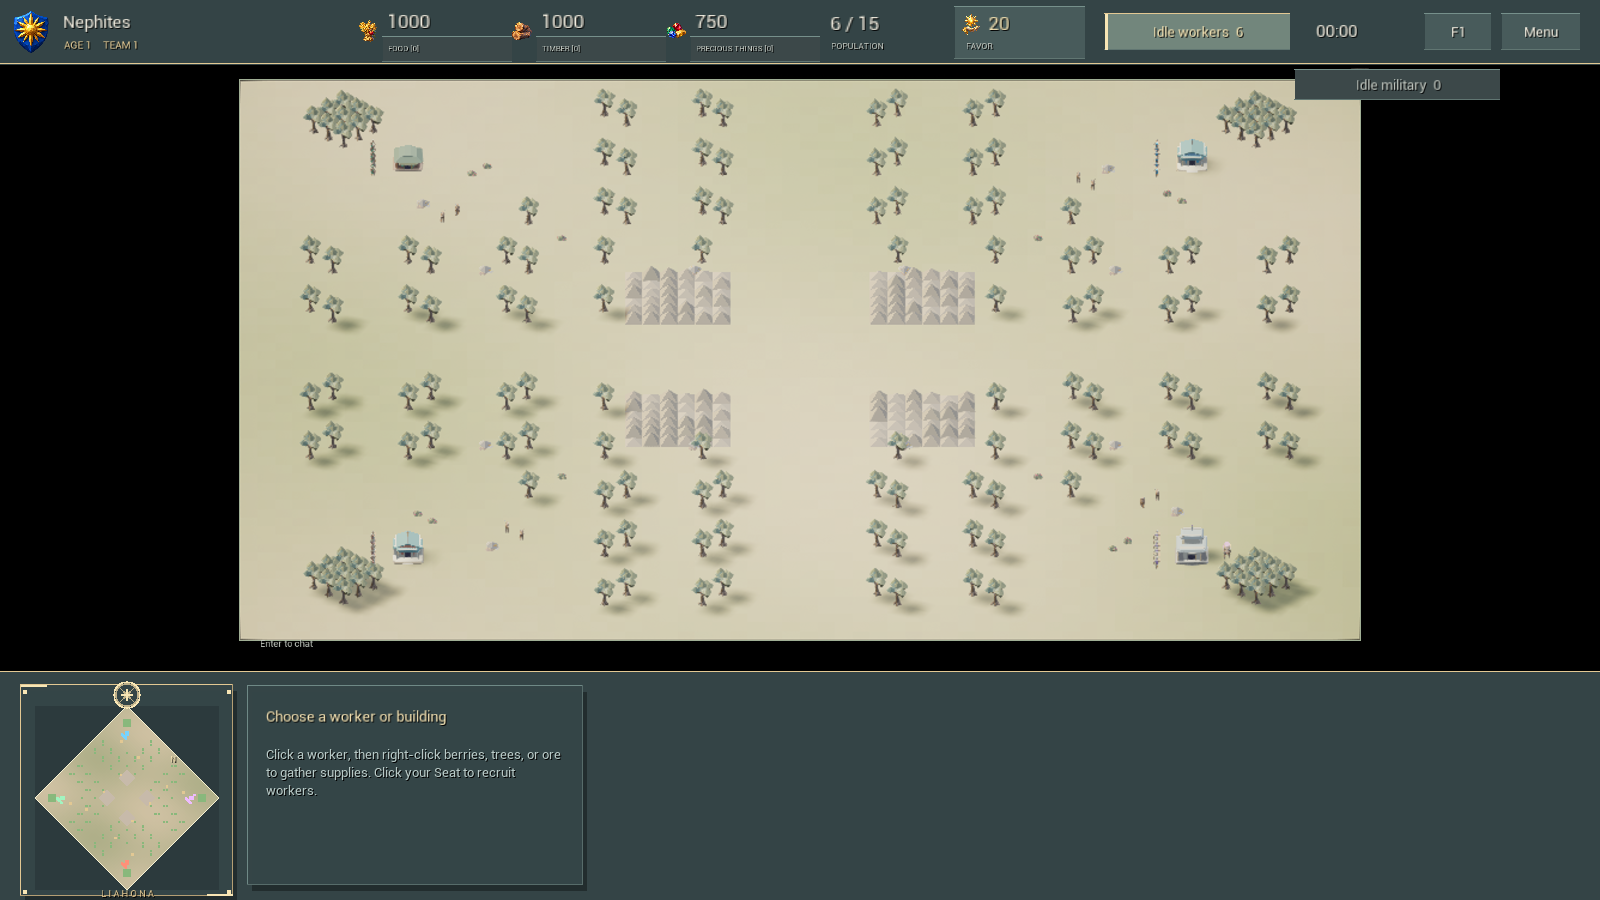 Nephites
AGE 1 TEAM 1
1000
FOOD [0]
1000
TIMBER [0]
750
PRECIOUS THINGS [0]
6 / 15
POPULATION
20
FAVOR
Idle workers 6
00:00
F1
Menu
Idle military 0
Enter to chat
Choose a worker or building
Click a worker, then right-click berries, trees, or ore
to gather supplies. Click your Seat to recruit
workers.
N
LIAHONA